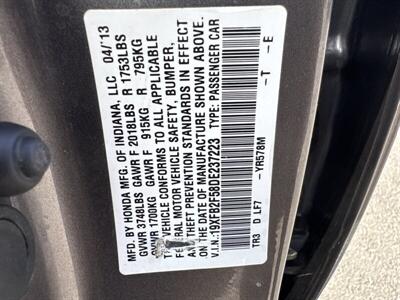 MFD. BY HONDA MFG. OF INDIANA, LLC 04/13
GVWR 3748LBS GAWR F 2018LBS R 1753LBS
GVWR 1700KG GAWR F 915KG R 795KG
VEHICLE CONFORMS TO ALL APPLICABLE
FEDERAL MOTOR VEHICLE SAFETY, BUMPER,
AND THEFT PREVENTION STANDARDS IN EFFECT
ON THE DATE OF MANUFACTURE SHOWN ABOVE.
V.I.N.:19XFB2F58DE237223 TYPE: PASSENGER CAR
TR3 D LF7 -YR578M -T -E